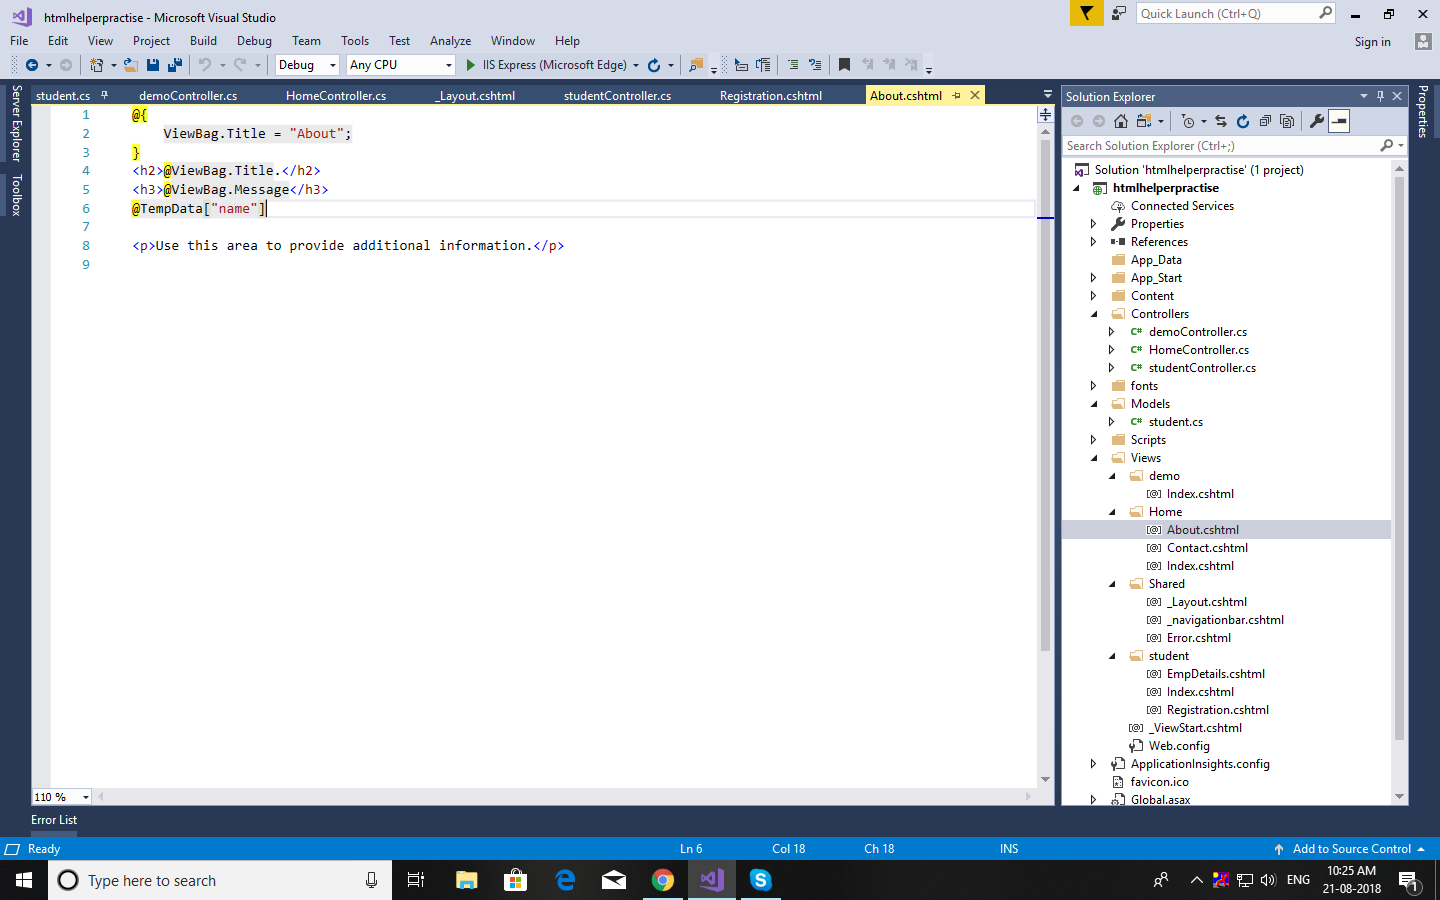 htmlhelperpractise - Microsoft Visual Studio
Quick Launch (Ctrl+Q)
File Edit View Project Build Debug Team Tools Test Analyze Window Help
Sign in
Debug Any CPU IIS Express (Microsoft Edge)
student.cs demoController.cs HomeController.cs _Layout.cshtml studentController.cs Registration.cshtml About.cshtml
Server Explorer
Toolbox
1 @{
2 ViewBag.Title = "About";
3 }
4 <h2>@ViewBag.Title.</h2>
5 <h3>@ViewBag.Message</h3>
6 @TempData["name"]
7
8 <p>Use this area to provide additional information.</p>
9
110 %
Solution Explorer
Search Solution Explorer (Ctrl+;)
Solution 'htmlhelperpractise' (1 project)
htmlhelperpractise
Connected Services
Properties
References
App_Data
App_Start
Content
Controllers
C# demoController.cs
C# HomeController.cs
C# studentController.cs
fonts
Models
C# student.cs
Scripts
Views
demo
[@] Index.cshtml
Home
[@] About.cshtml
[@] Contact.cshtml
[@] Index.cshtml
Shared
[@] _Layout.cshtml
[@] _navigationbar.cshtml
[@] Error.cshtml
student
[@] EmpDetails.cshtml
[@] Index.cshtml
[@] Registration.cshtml
[@] _ViewStart.cshtml
Web.config
ApplicationInsights.config
favicon.ico
Global.asax
Properties
Error List
Ready Ln 6 Col 18 Ch 18 INS Add to Source Control
Type here to search
ENG
10:25 AM
21-08-2018
1